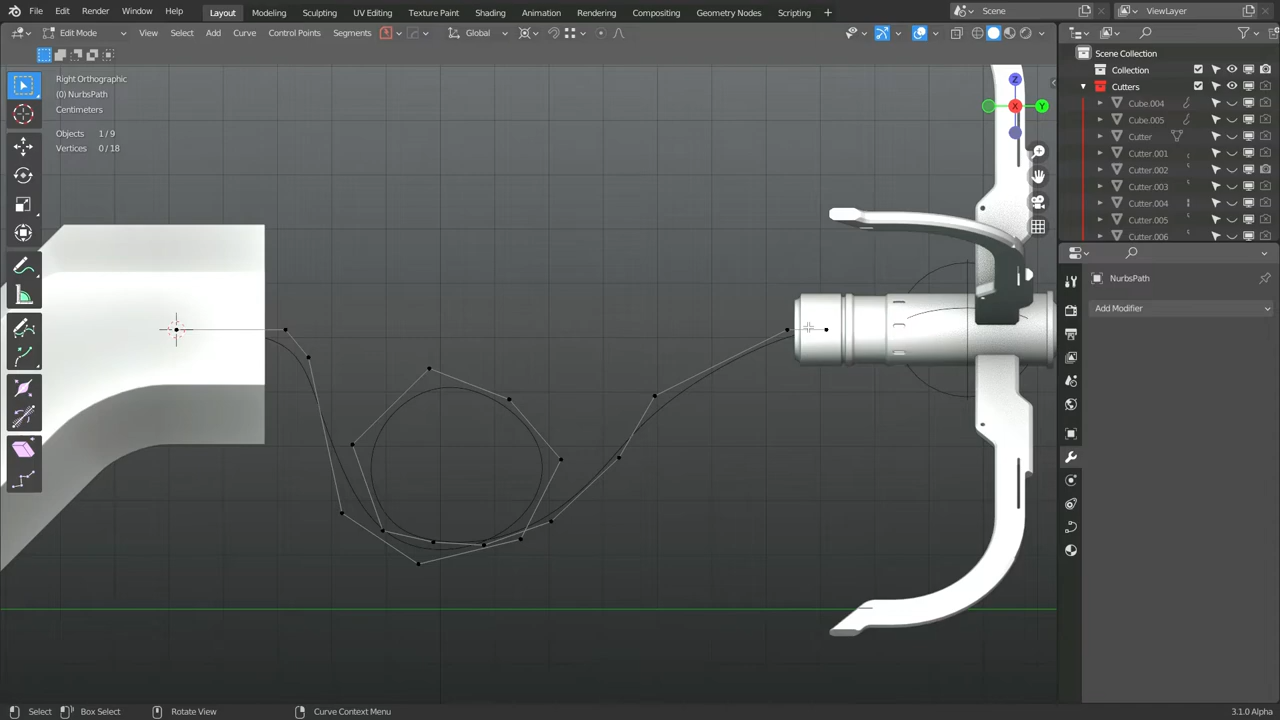 File Edit Render Window Help Layout Modeling Sculpting UV Editing Texture Paint Shading Animation Rendering Compositing Geometry Nodes Scripting + Scene ViewLayer
Edit Mode View Select Add Curve Control Points Segments Global
Right Orthographic
(0) NurbsPath
Centimeters
Objects 1/9
Vertices 0/18
Z
X
Y
Scene Collection
Collection
Cutters
Cube.004
Cube.005
Cutter
Cutter.001
Cutter.002
Cutter.003
Cutter.004
Cutter.005
Cutter.006
NurbsPath
Add Modifier
Select Box Select Rotate View Curve Context Menu 3.1.0 Alpha